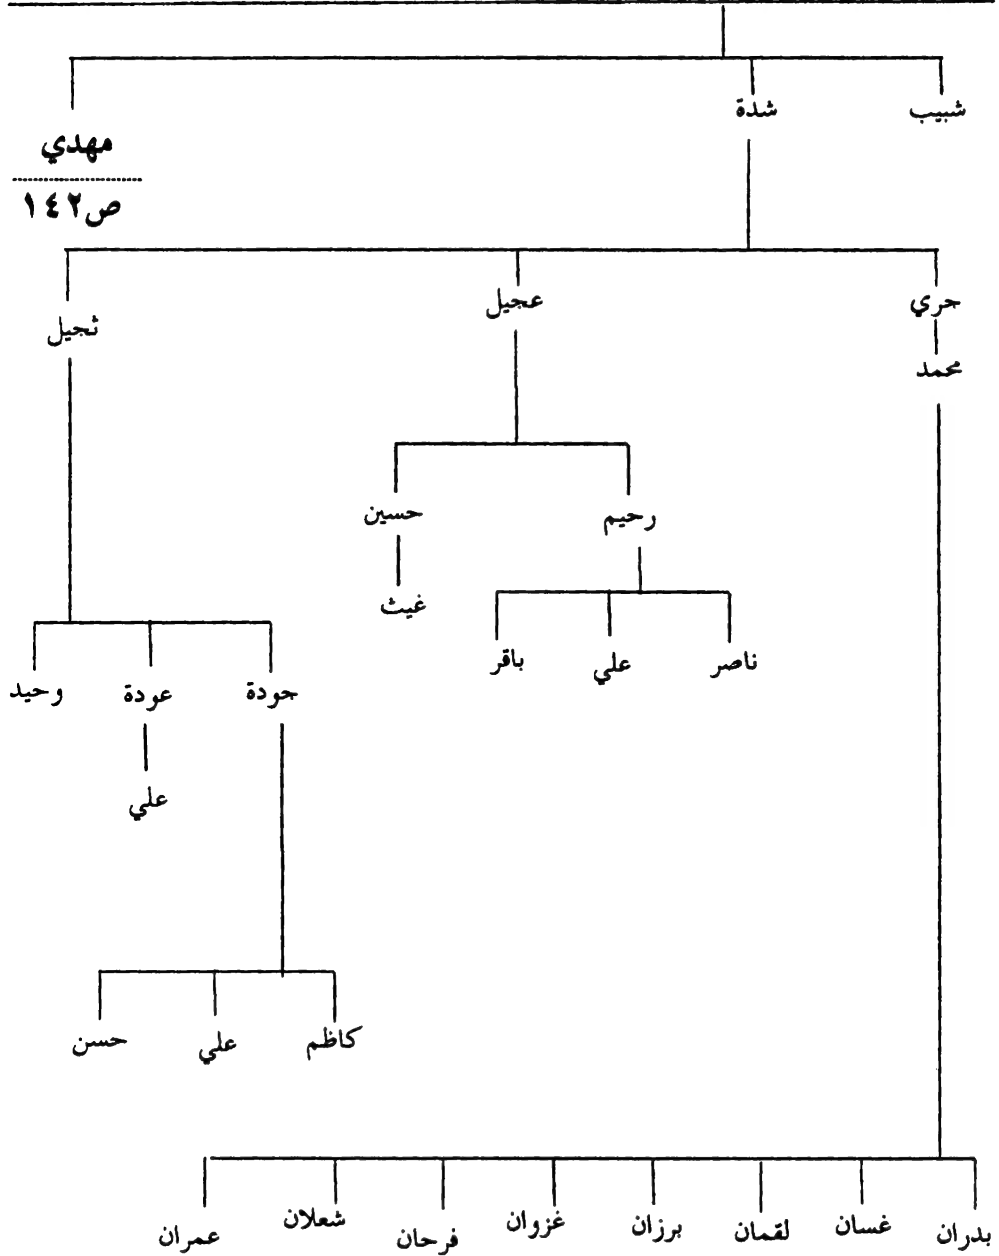 شبيب
شدة
مهدي
ص١٤٢
حري
عجيل
ثجيل
محمد
رحيم
حسين
غيث
ناصر
علي
باقر
جودة
عودة
وحيد
علي
كاظم
علي
حسن
بدران
غسان
لقمان
برزان
غزوان
فرحان
شعلان
عمران